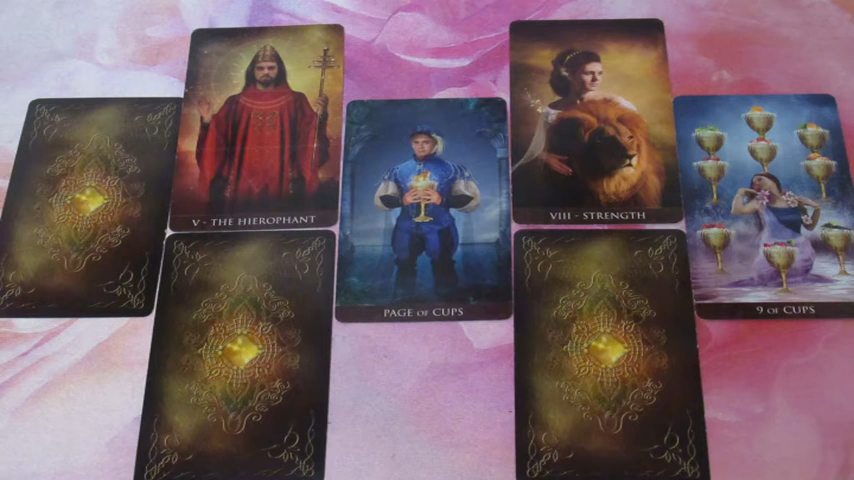 V - THE HIEROPHANT
VIII - STRENGTH
PAGE OF CUPS
9 OF CUPS